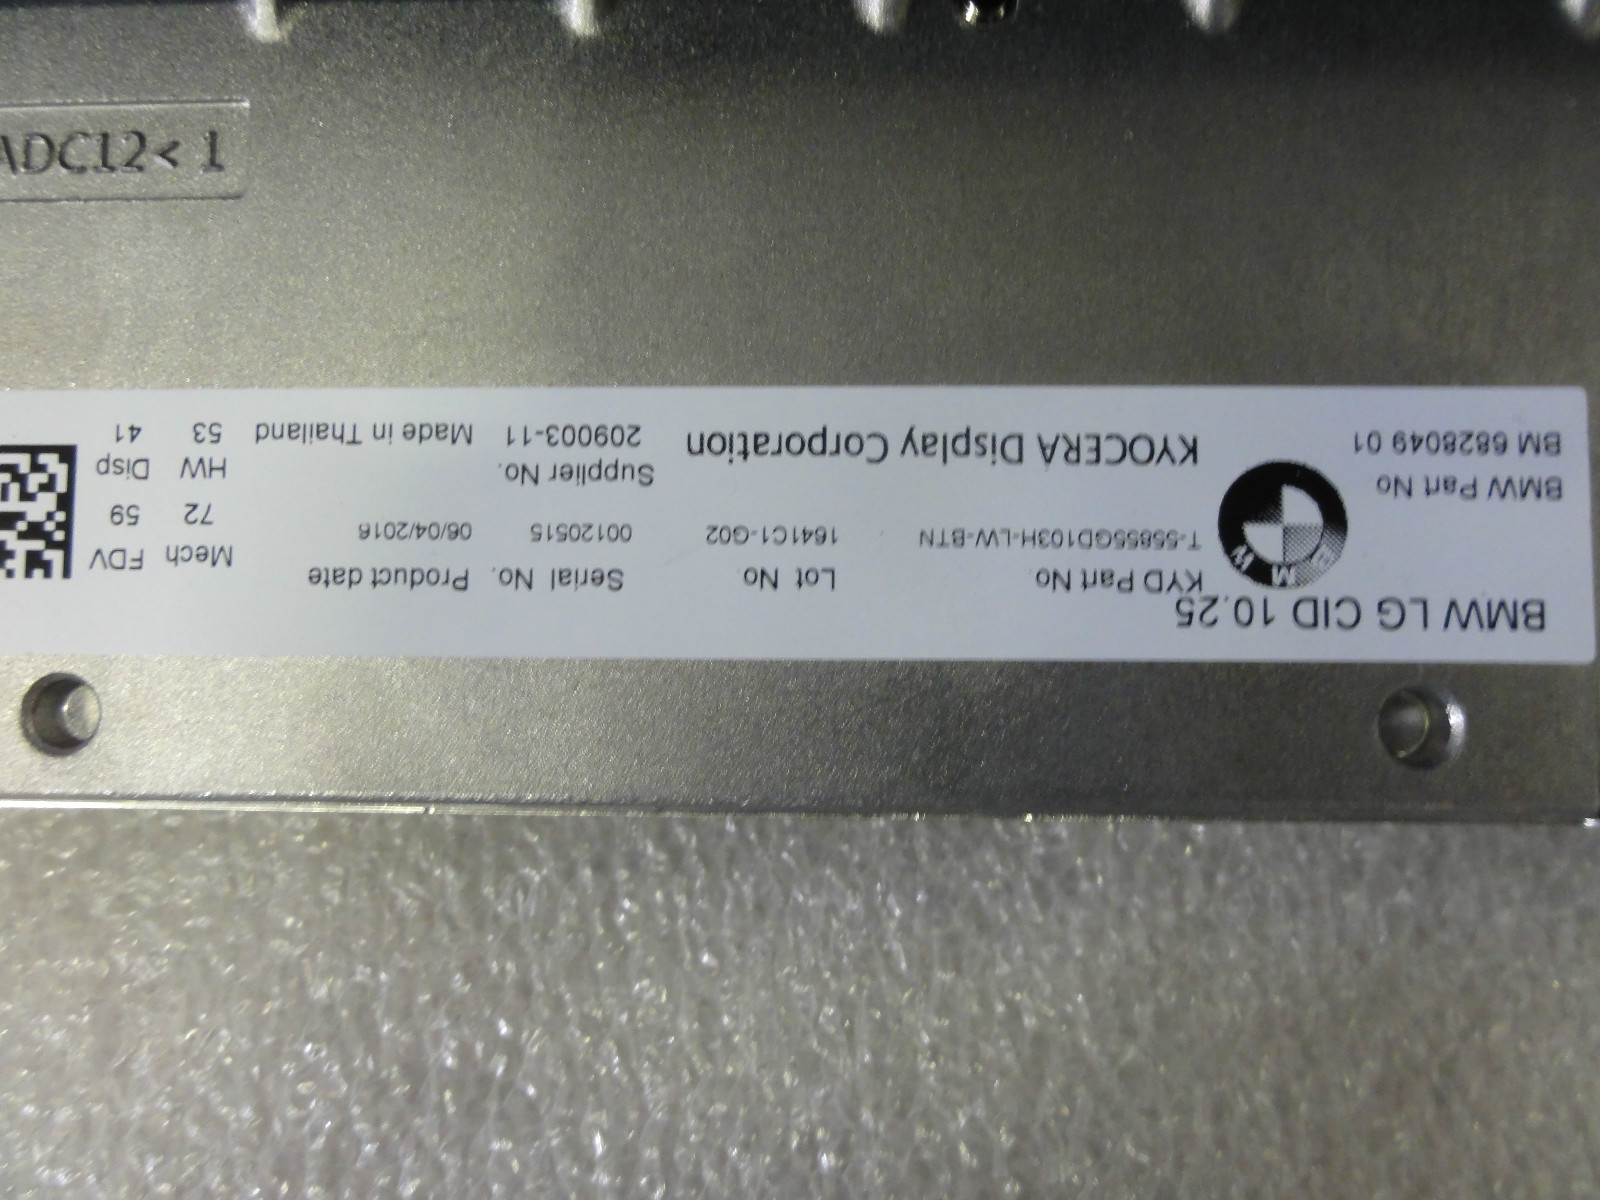 ADC12< 1
BMW LG CID 10.25
KYD Part No Lot No Serial No. Product date Mech FDV
T-55855GD103H-LW-BTN 1641C1-G02 00120515 06/04/2016 72 59
BMW Part No Supplier No. HW Disp
BM 6828049 01 KYOCERA Display Corporation 209003-11 Made in Thailand 53 41
BMW